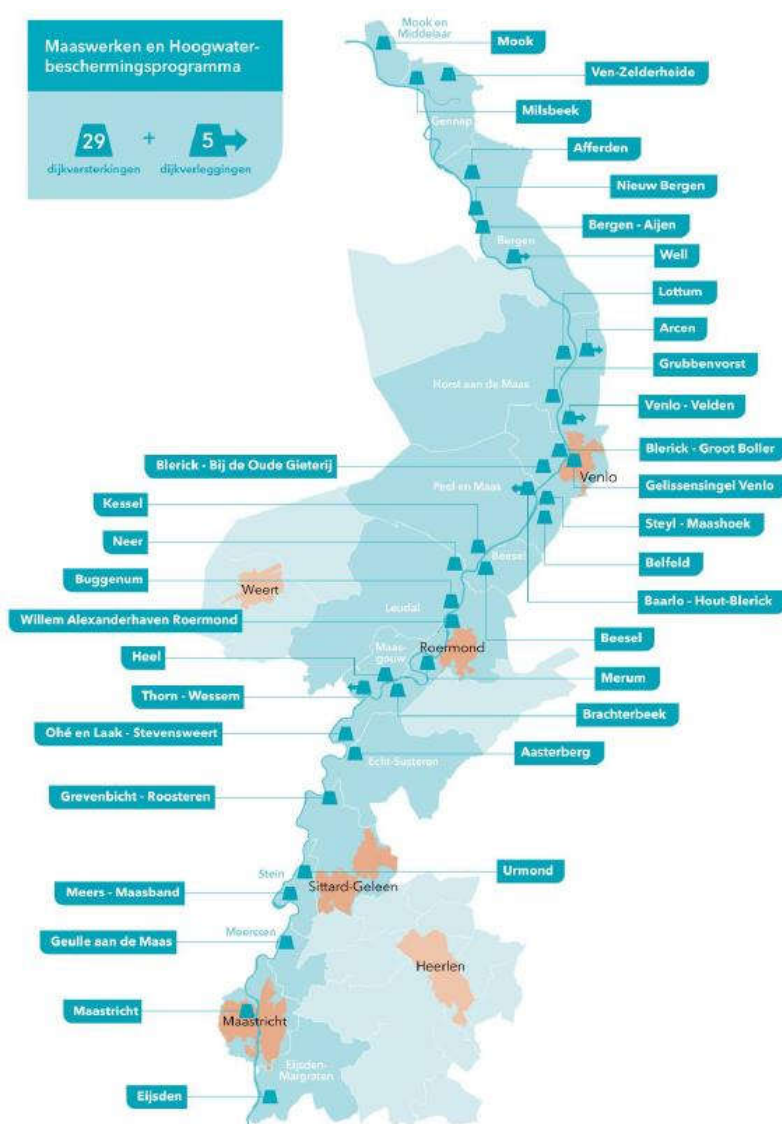 Maaswerken en Hoogwater-
beschermingsprogramma
29
+
5
dijkversterkingen
dijkverleggingen
Mook en
Middelaar
Mook
Ven-Zelderheide
Milsbeek
Gennep
Afferden
Nieuw Bergen
Bergen - Aijen
Bergen
Well
Lottum
Arcen
Horst aan de Maas
Grubbenvorst
Venlo - Velden
Blerick - Groot Boller
Blerick - Bij de Oude Gieterij
Venlo
Peel en Maas
Gelissensingel Venlo
Kessel
Steyl - Maashoek
Neer
Beesel
Belfeld
Buggenum
Weert
Baarlo - Hout-Blerick
Leudal
Willem Alexanderhaven Roermond
Beesel
Maas-
gouw
Roermond
Heel
Merum
Thorn - Wessem
Brachterbeek
Ohé en Laak - Stevensweert
Aasterberg
Echt-Susteren
Grevenbicht - Roosteren
Stein
Urmond
Sittard-Geleen
Meers - Maasband
Meerssen
Geulle aan de Maas
Heerlen
Maastricht
Maastricht
Eijsden-
Margraten
Eijsden